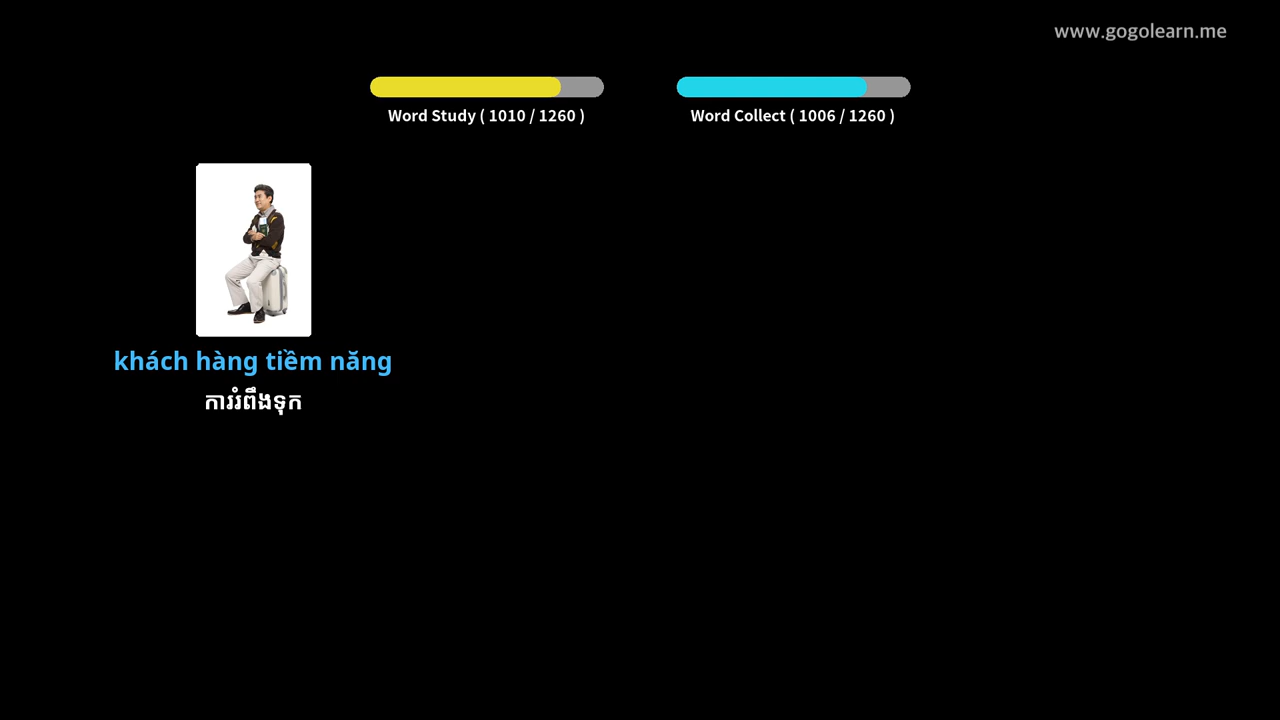 www.gogolearn.me
Word Study ( 1010 / 1260 )
Word Collect ( 1006 / 1260 )
khách hàng tiềm năng
ការរំពឹងទុក